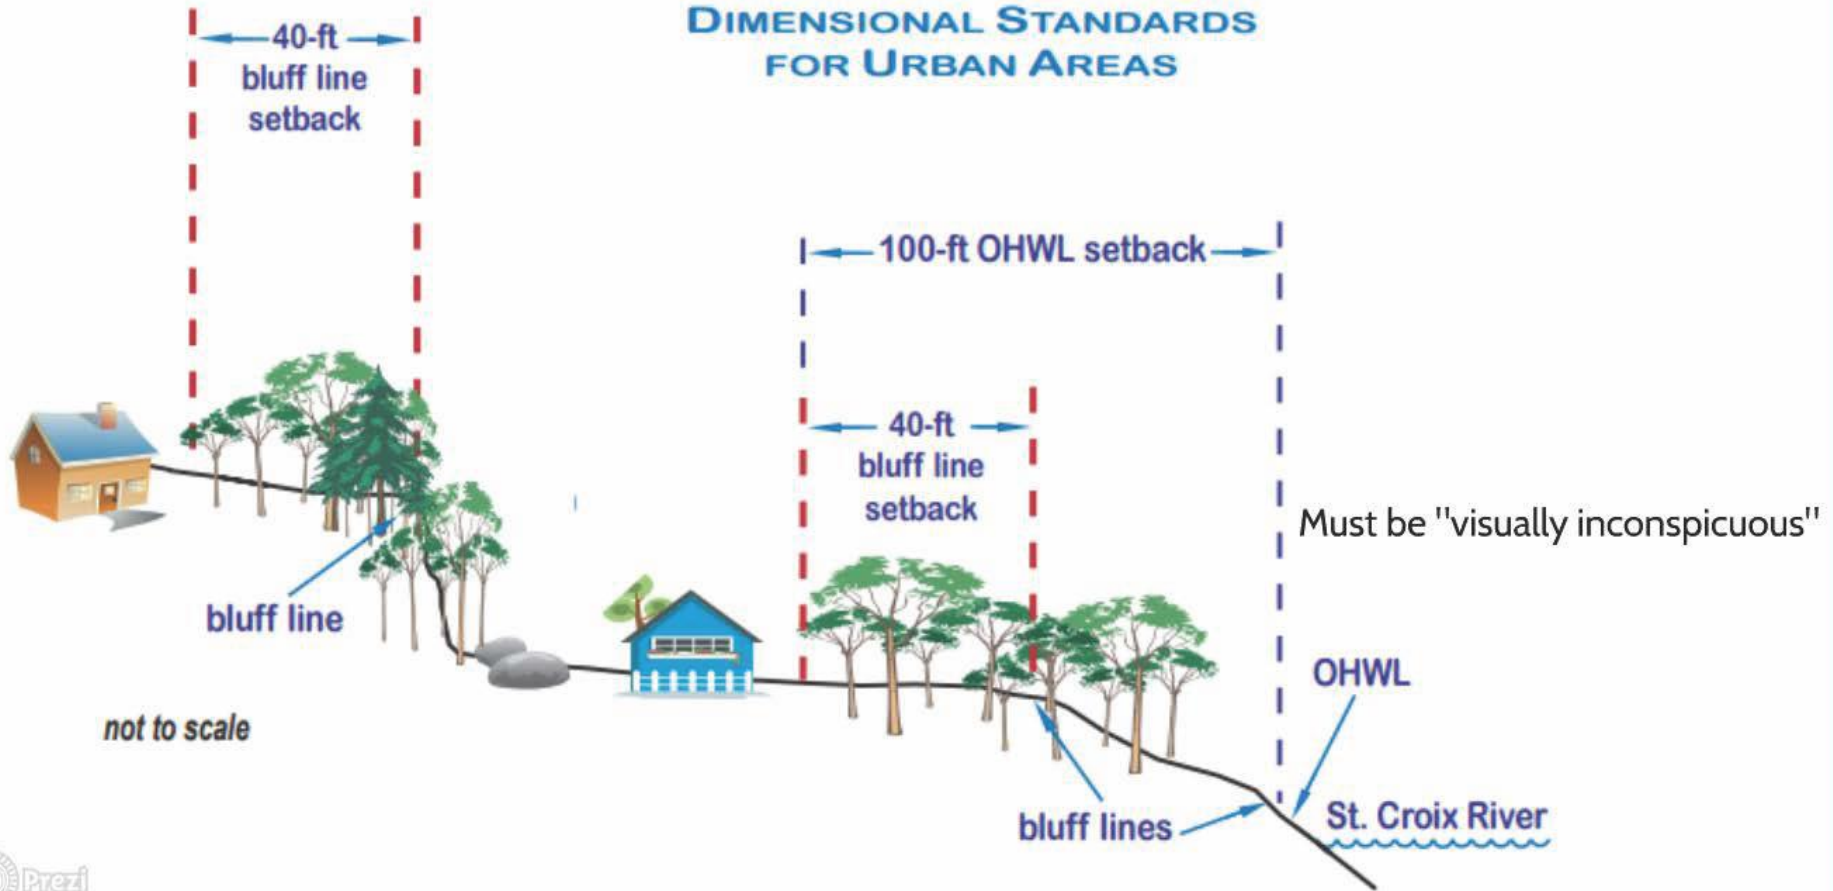 DIMENSIONAL STANDARDS
FOR URBAN AREAS
40-ft
bluff line
setback
100-ft OHWL setback
40-ft
bluff line
setback
Must be "visually inconspicuous"
bluff line
OHWL
not to scale
bluff lines
St. Croix River
Prezi